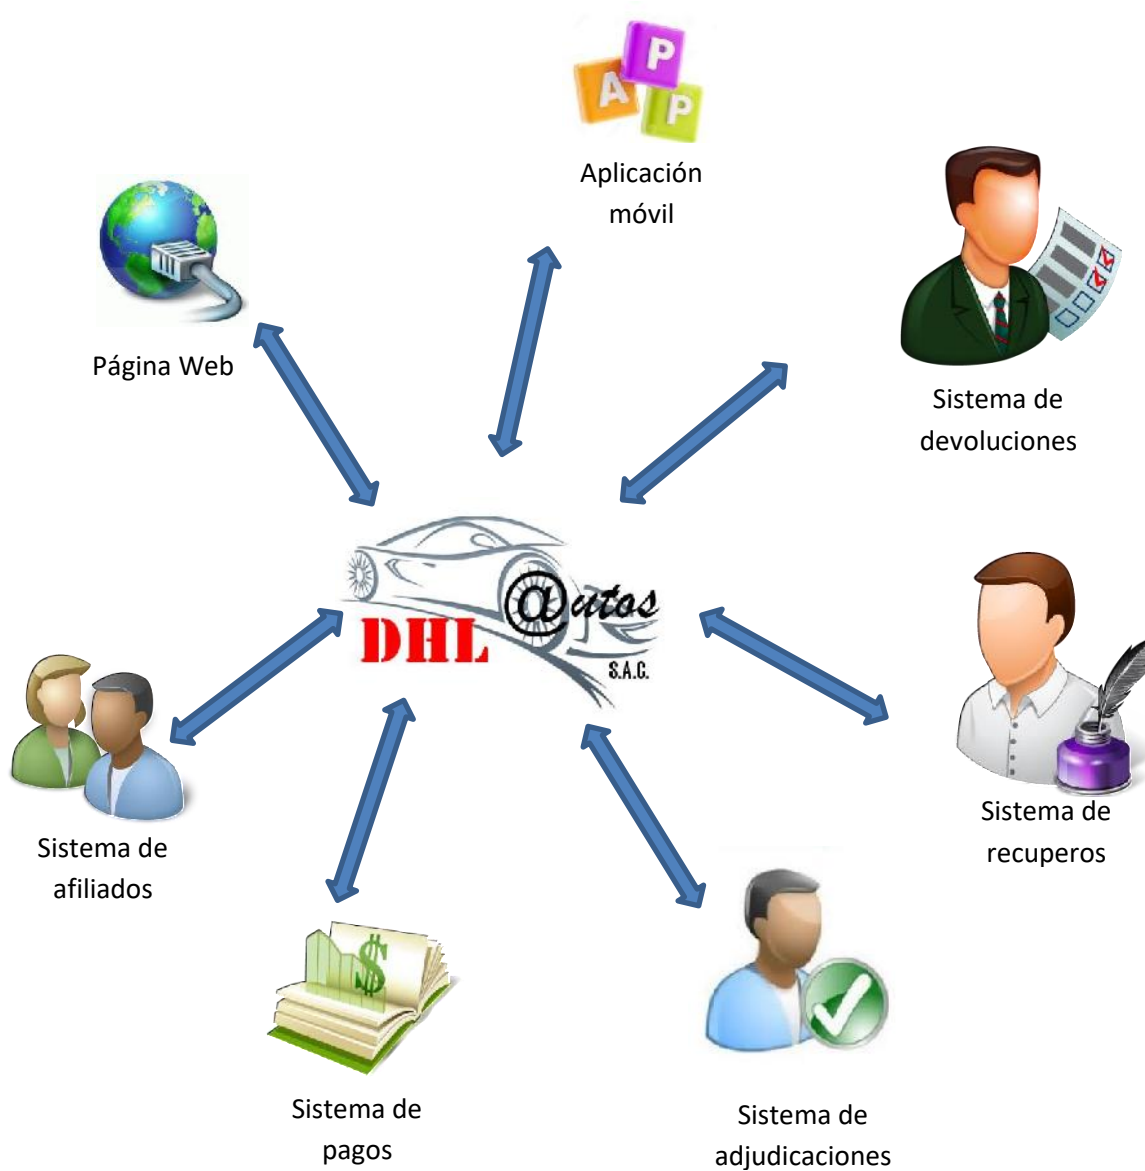 A P P
Aplicación
móvil
Página Web
Sistema de
devoluciones
DHL @utos
S.A.C.
Sistema de
recuperos
Sistema de
afiliados
$
Sistema de
pagos
Sistema de
adjudicaciones